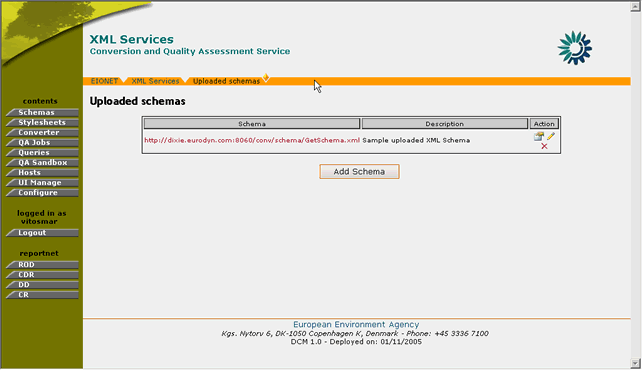 XML Services
Conversion and Quality Assessment Service
EIONET XML Services Uploaded schemas
contents
Schemas
Stylesheets
Converter
QA Jobs
Queries
QA Sandbox
Hosts
UI Manage
Configure
logged in as
vitosmar
Logout
reportnet
ROD
CDR
DD
CR
Uploaded schemas
Schema Description Action
http://dixie.eurodyn.com:8060/conv/schema/GetSchema.xml Sample uploaded XML Schema
Add Schema
European Environment Agency
Kgs. Nytorv 6, DK-1050 Copenhagen K, Denmark - Phone: +45 3336 7100
DCM 1.0 - Deployed on: 01/11/2005